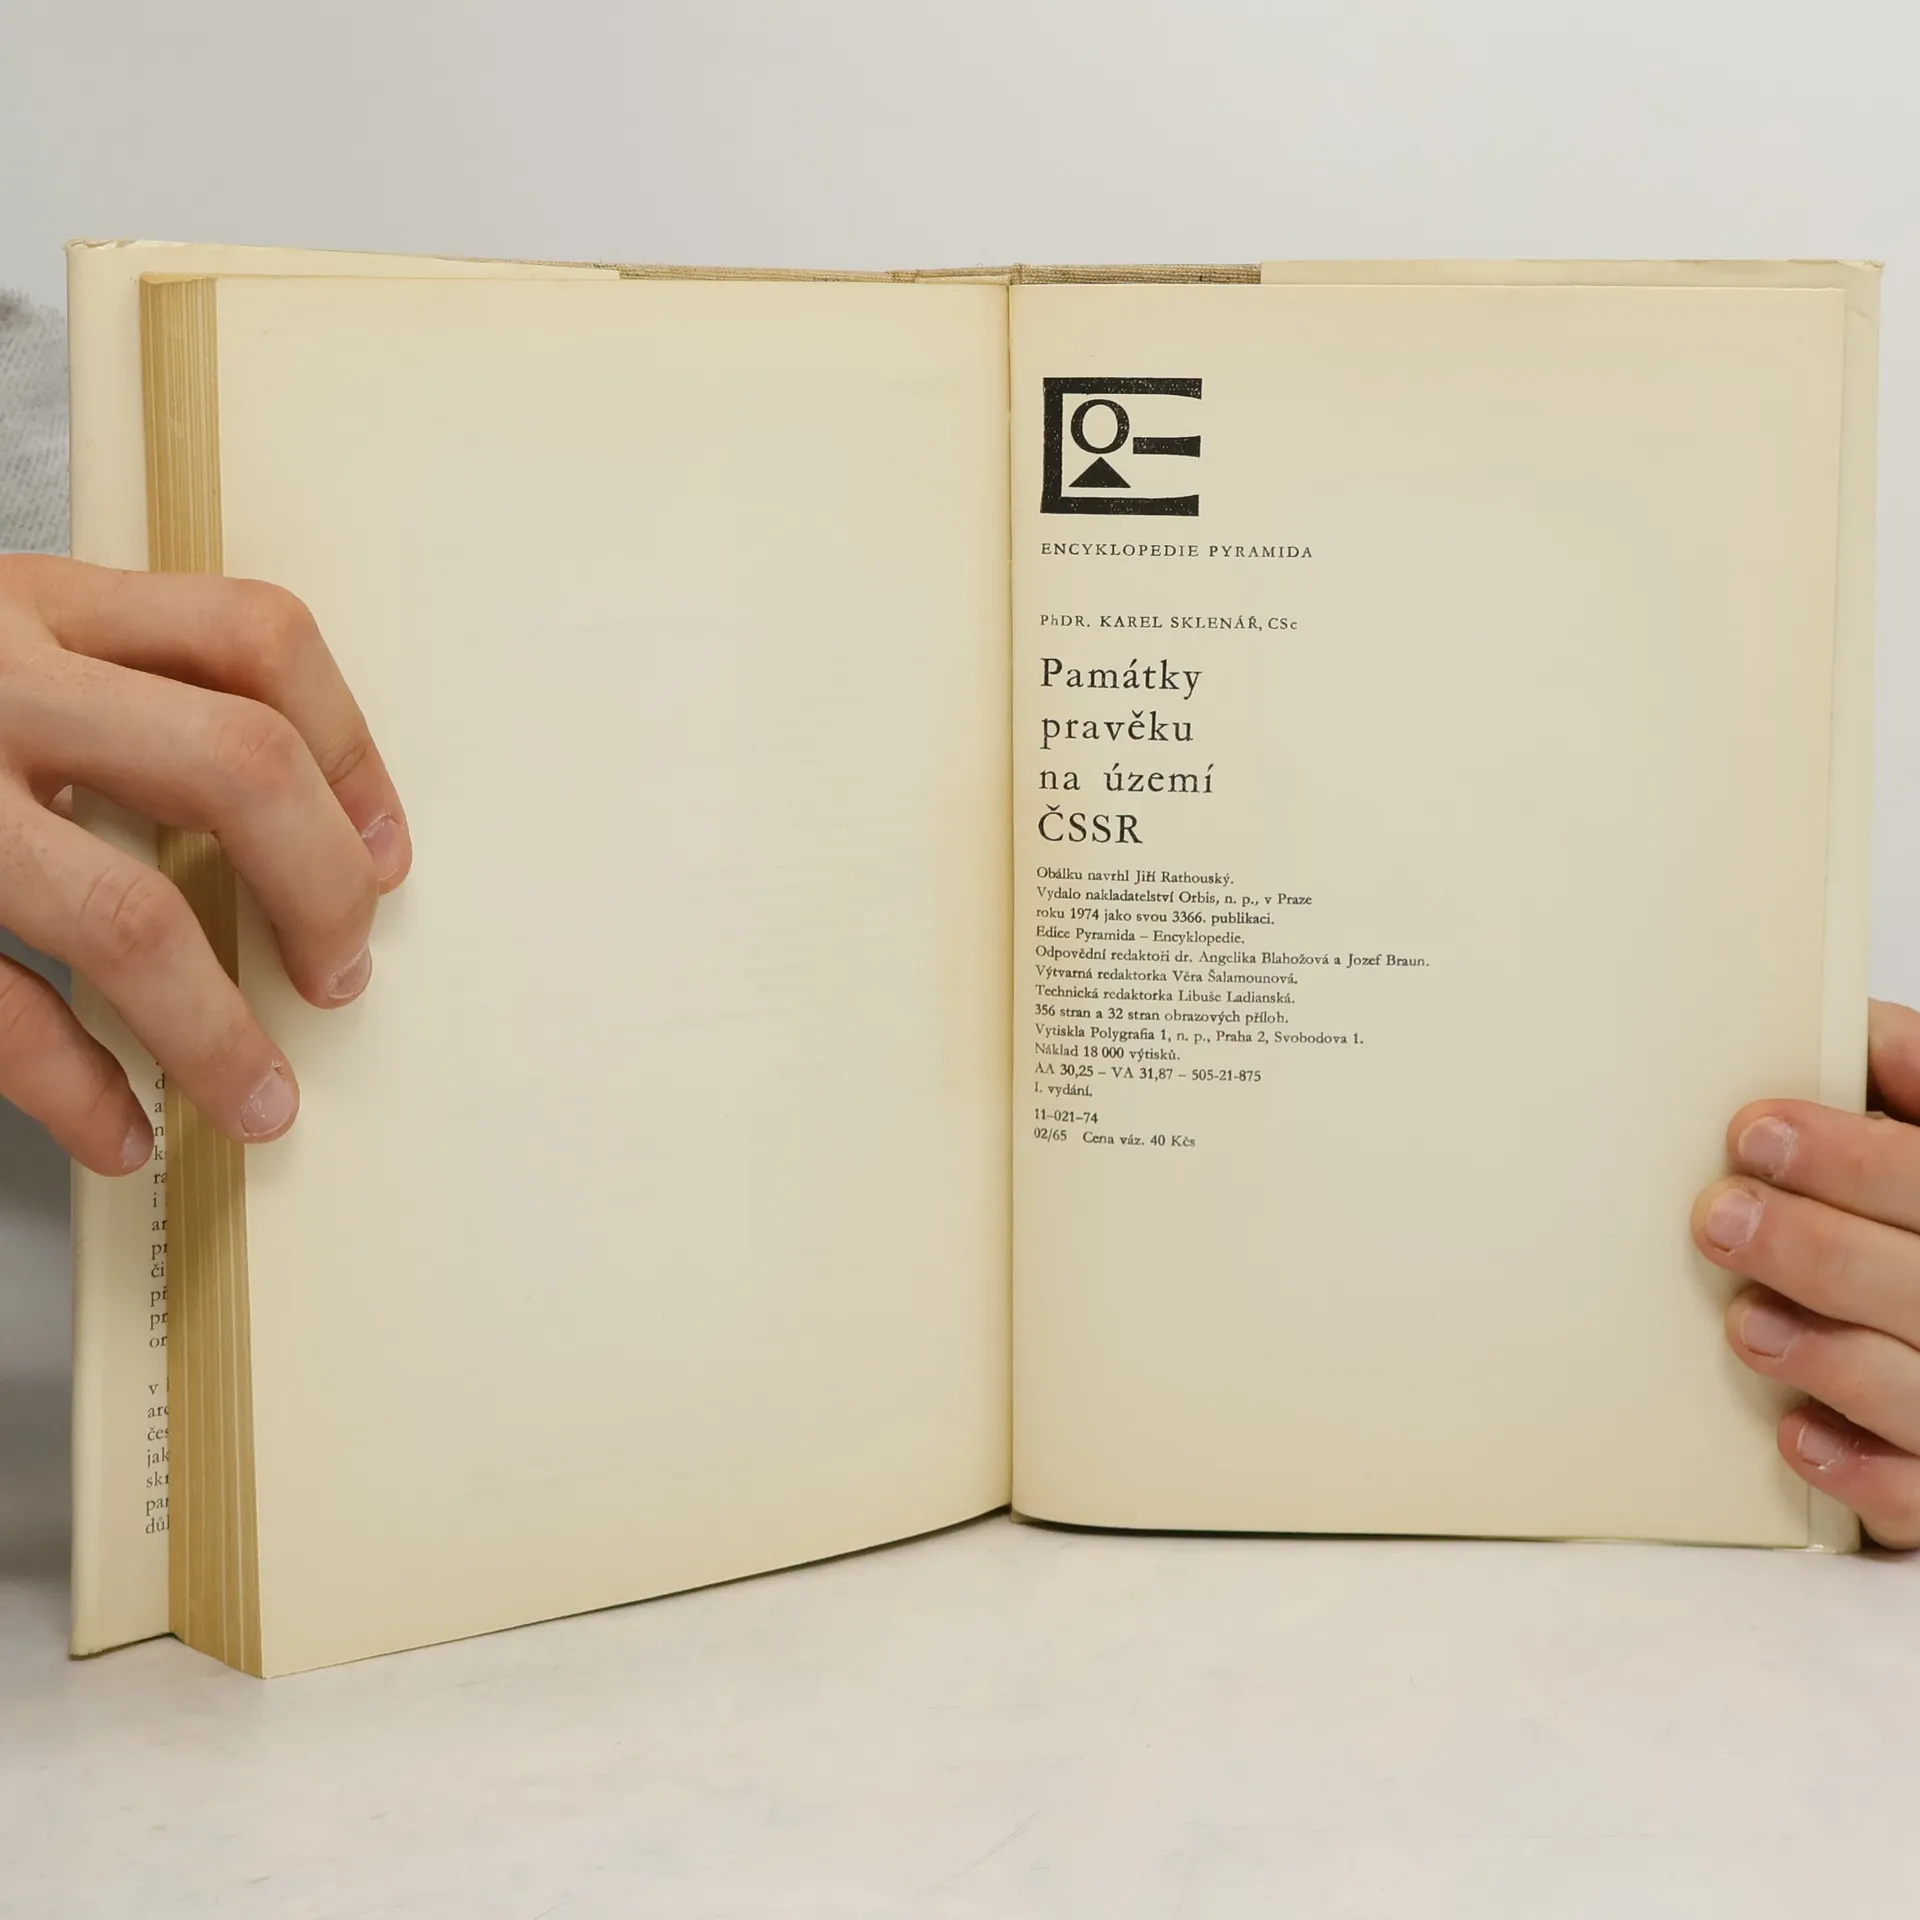 ENCYKLOPEDIE PYRAMIDA
PhDR. KAREL SKLENÁŘ, CSc
Památky
pravěku
na území
ČSSR
Obálku navrhl Jiří Rathouský.
Vydalo nakladatelství Orbis, n. p., v Praze
roku 1974 jako svou 3366. publikaci.
Edice Pyramida – Encyklopedie.
Odpovědní redaktoři dr. Angelika Blahožová a Jozef Braun.
Výtvarná redaktorka Věra Šalamounová.
Technická redaktorka Libuše Ladianská.
356 stran a 32 stran obrazových příloh.
Vytiskla Polygrafia 1, n. p., Praha 2, Svobodova 1.
Náklad 18 000 výtisků.
AA 30,25 – VA 31,87 – 505-21-875
I. vydání.
11–021–74
02/65 Cena váz. 40 Kčs